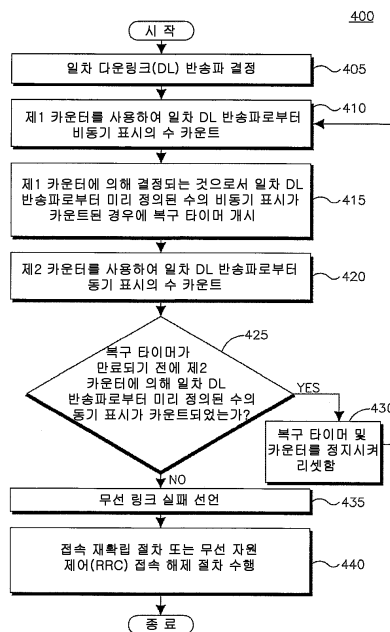 400
시 작
일차 다운링크(DL) 반송파 결정
405
제1 카운터를 사용하여 일차 DL 반송파로부터
비동기 표시의 수 카운트
410
제1 카운터에 의해 결정되는 것으로서 일차 DL
반송파로부터 미리 정의된 수의 비동기 표시가
카운트된 경우에 복구 타이머 개시
415
제2 카운터를 사용하여 일차 DL 반송파로부터
동기 표시의 수 카운트
420
425
복구 타이머가
만료되기 전에 제2
카운터에 의해 일차 DL
반송파로부터 미리 정의된 수의
동기 표시가 카운트되었는가?
YES
430
복구 타이머 및
카운터를 정지시켜
리셋함
NO
무선 링크 실패 선언
435
접속 재확립 절차 또는 무선 자원
제어(RRC) 접속 해제 절차 수행
440
종 료